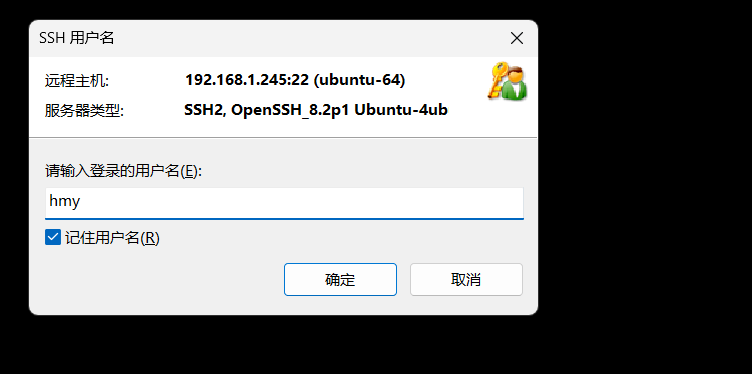 SSH 用户名
远程主机: 192.168.1.245:22 (ubuntu-64)
服务器类型: SSH2, OpenSSH_8.2p1 Ubuntu-4ub
请输入登录的用户名(E):
hmy
记住用户名(R)
确定 取消